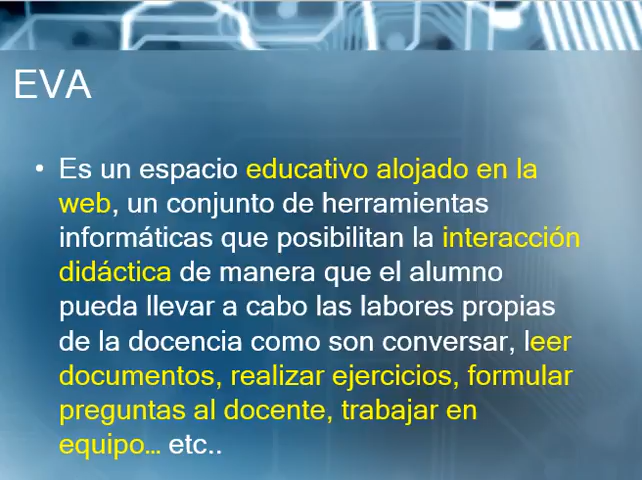 EVA
• Es un espacio educativo alojado en la
web, un conjunto de herramientas
informáticas que posibilitan la interacción
didáctica de manera que el alumno
pueda llevar a cabo las labores propias
de la docencia como son conversar, leer
documentos, realizar ejercicios, formular
preguntas al docente, trabajar en
equipo... etc..